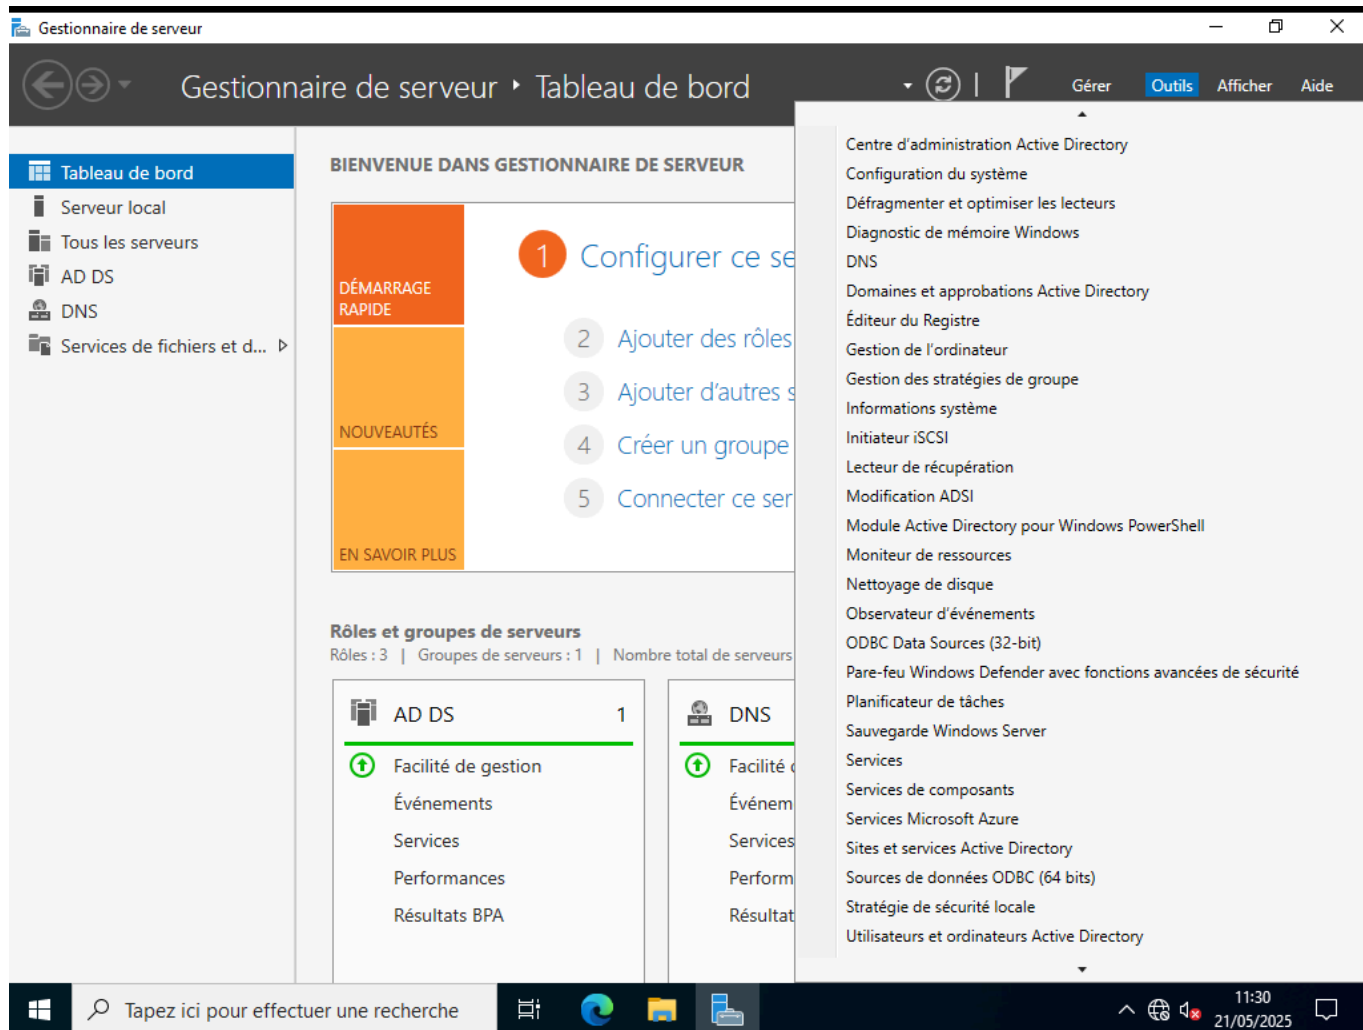 Gestionnaire de serveur
Gestionnaire de serveur ‣ Tableau de bord
Gérer Outils Afficher Aide
Tableau de bord
Serveur local
Tous les serveurs
AD DS
DNS
Services de fichiers et d...
BIENVENUE DANS GESTIONNAIRE DE SERVEUR
DÉMARRAGE
RAPIDE
NOUVEAUTÉS
EN SAVOIR PLUS
1 Configurer ce se
2 Ajouter des rôles
3 Ajouter d'autres s
4 Créer un groupe
5 Connecter ce ser
Rôles et groupes de serveurs
Rôles : 3 | Groupes de serveurs : 1 | Nombre total de serveurs
AD DS 1
Facilité de gestion
Événements
Services
Performances
Résultats BPA
DNS
Facilité
Événem
Services
Perform
Résultat
Centre d'administration Active Directory
Configuration du système
Défragmenter et optimiser les lecteurs
Diagnostic de mémoire Windows
DNS
Domaines et approbations Active Directory
Éditeur du Registre
Gestion de l'ordinateur
Gestion des stratégies de groupe
Informations système
Initiateur iSCSI
Lecteur de récupération
Modification ADSI
Module Active Directory pour Windows PowerShell
Moniteur de ressources
Nettoyage de disque
Observateur d'événements
ODBC Data Sources (32-bit)
Pare-feu Windows Defender avec fonctions avancées de sécurité
Planificateur de tâches
Sauvegarde Windows Server
Services
Services de composants
Services Microsoft Azure
Sites et services Active Directory
Sources de données ODBC (64 bits)
Stratégie de sécurité locale
Utilisateurs et ordinateurs Active Directory
Tapez ici pour effectuer une recherche
11:30
21/05/2025